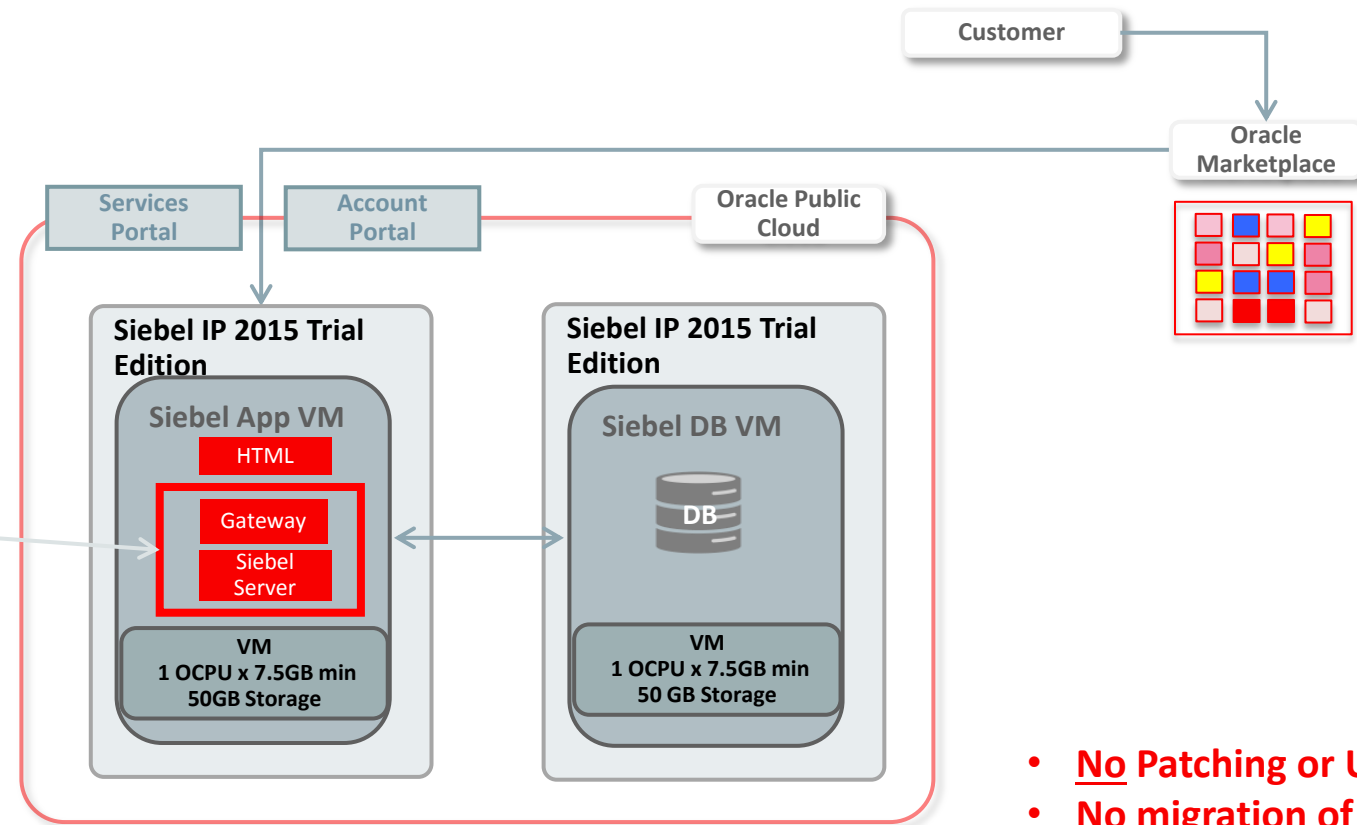 Customer
Oracle
Marketplace
Services
Portal
Account
Portal
Oracle Public
Cloud
Siebel IP 2015 Trial
Edition
Siebel App VM
HTML
Gateway
Siebel
Server
VM
1 OCPU x 7.5GB min
50GB Storage
Siebel IP 2015 Trial
Edition
Siebel DB VM
DB
VM
1 OCPU x 7.5GB min
50 GB Storage
• No Patching or U
• No migration of